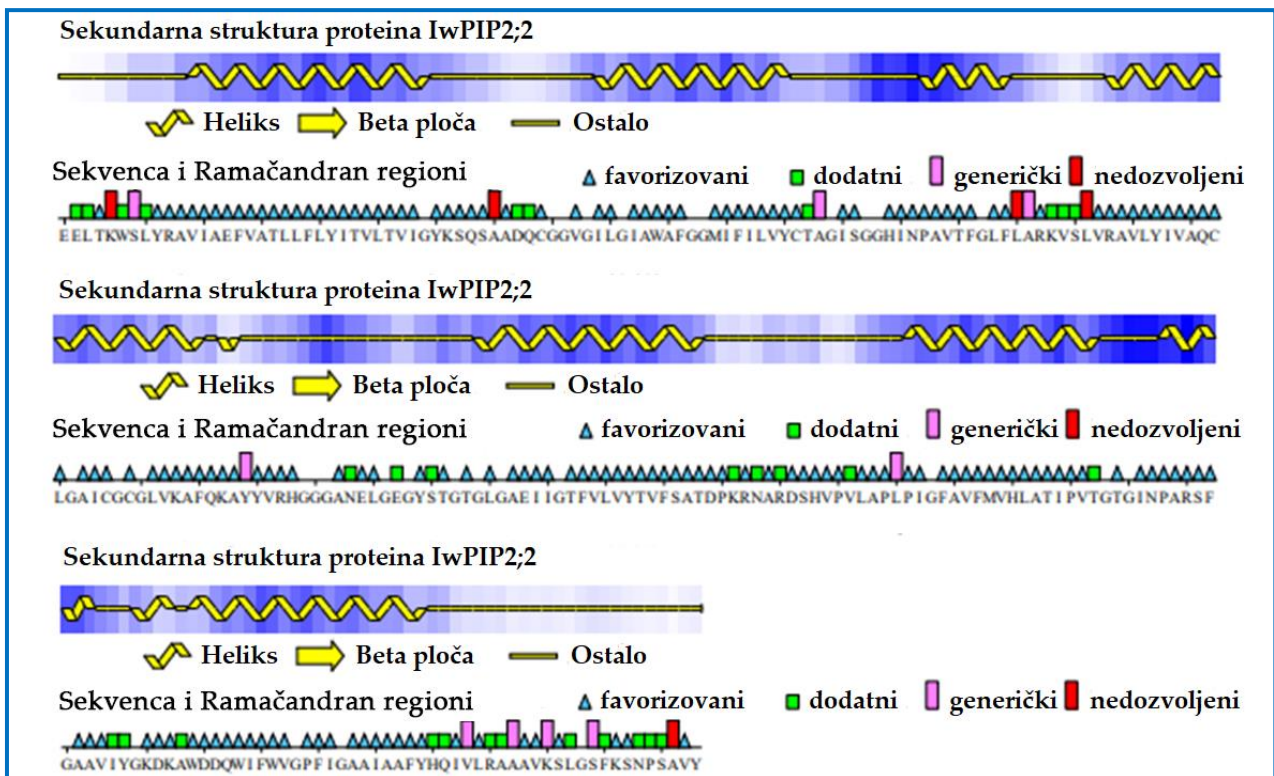 Sekundarna struktura proteina IwPIP2;2
Heliks Beta ploča Ostalo
Sekvenca i Ramačandran regioni favorizovani dodatni generički nedozvoljeni
EELTKWSLYRAVIAEFVATLLFLYITVLTVIGYKSQSAADQCGGVGILGIAWAFGGMIFILVYCTAGISGGHINPAVTFGLFLARKVSLVRAVLYIVAQC
Sekundarna struktura proteina IwPIP2;2
Heliks Beta ploča Ostalo
Sekvenca i Ramačandran regioni favorizovani dodatni generički nedozvoljeni
LGAICGCGLVKAFQKAYYVRHGGGANELGEGYSTGTGLGAEIIGTFVLVYTVFSATDPKRNARDSHVPVLAPLPIGFAVFMVHLATIPVTGTGINPARSF
Sekundarna struktura proteina IwPIP2;2
Heliks Beta ploča Ostalo
Sekvenca i Ramačandran regioni favorizovani dodatni generički nedozvoljeni
GAAVIYGKDKAWDDQWIFWVGPFIGAAIAAFYHQIVLRAAAVKSLGSFKSNPSAVY